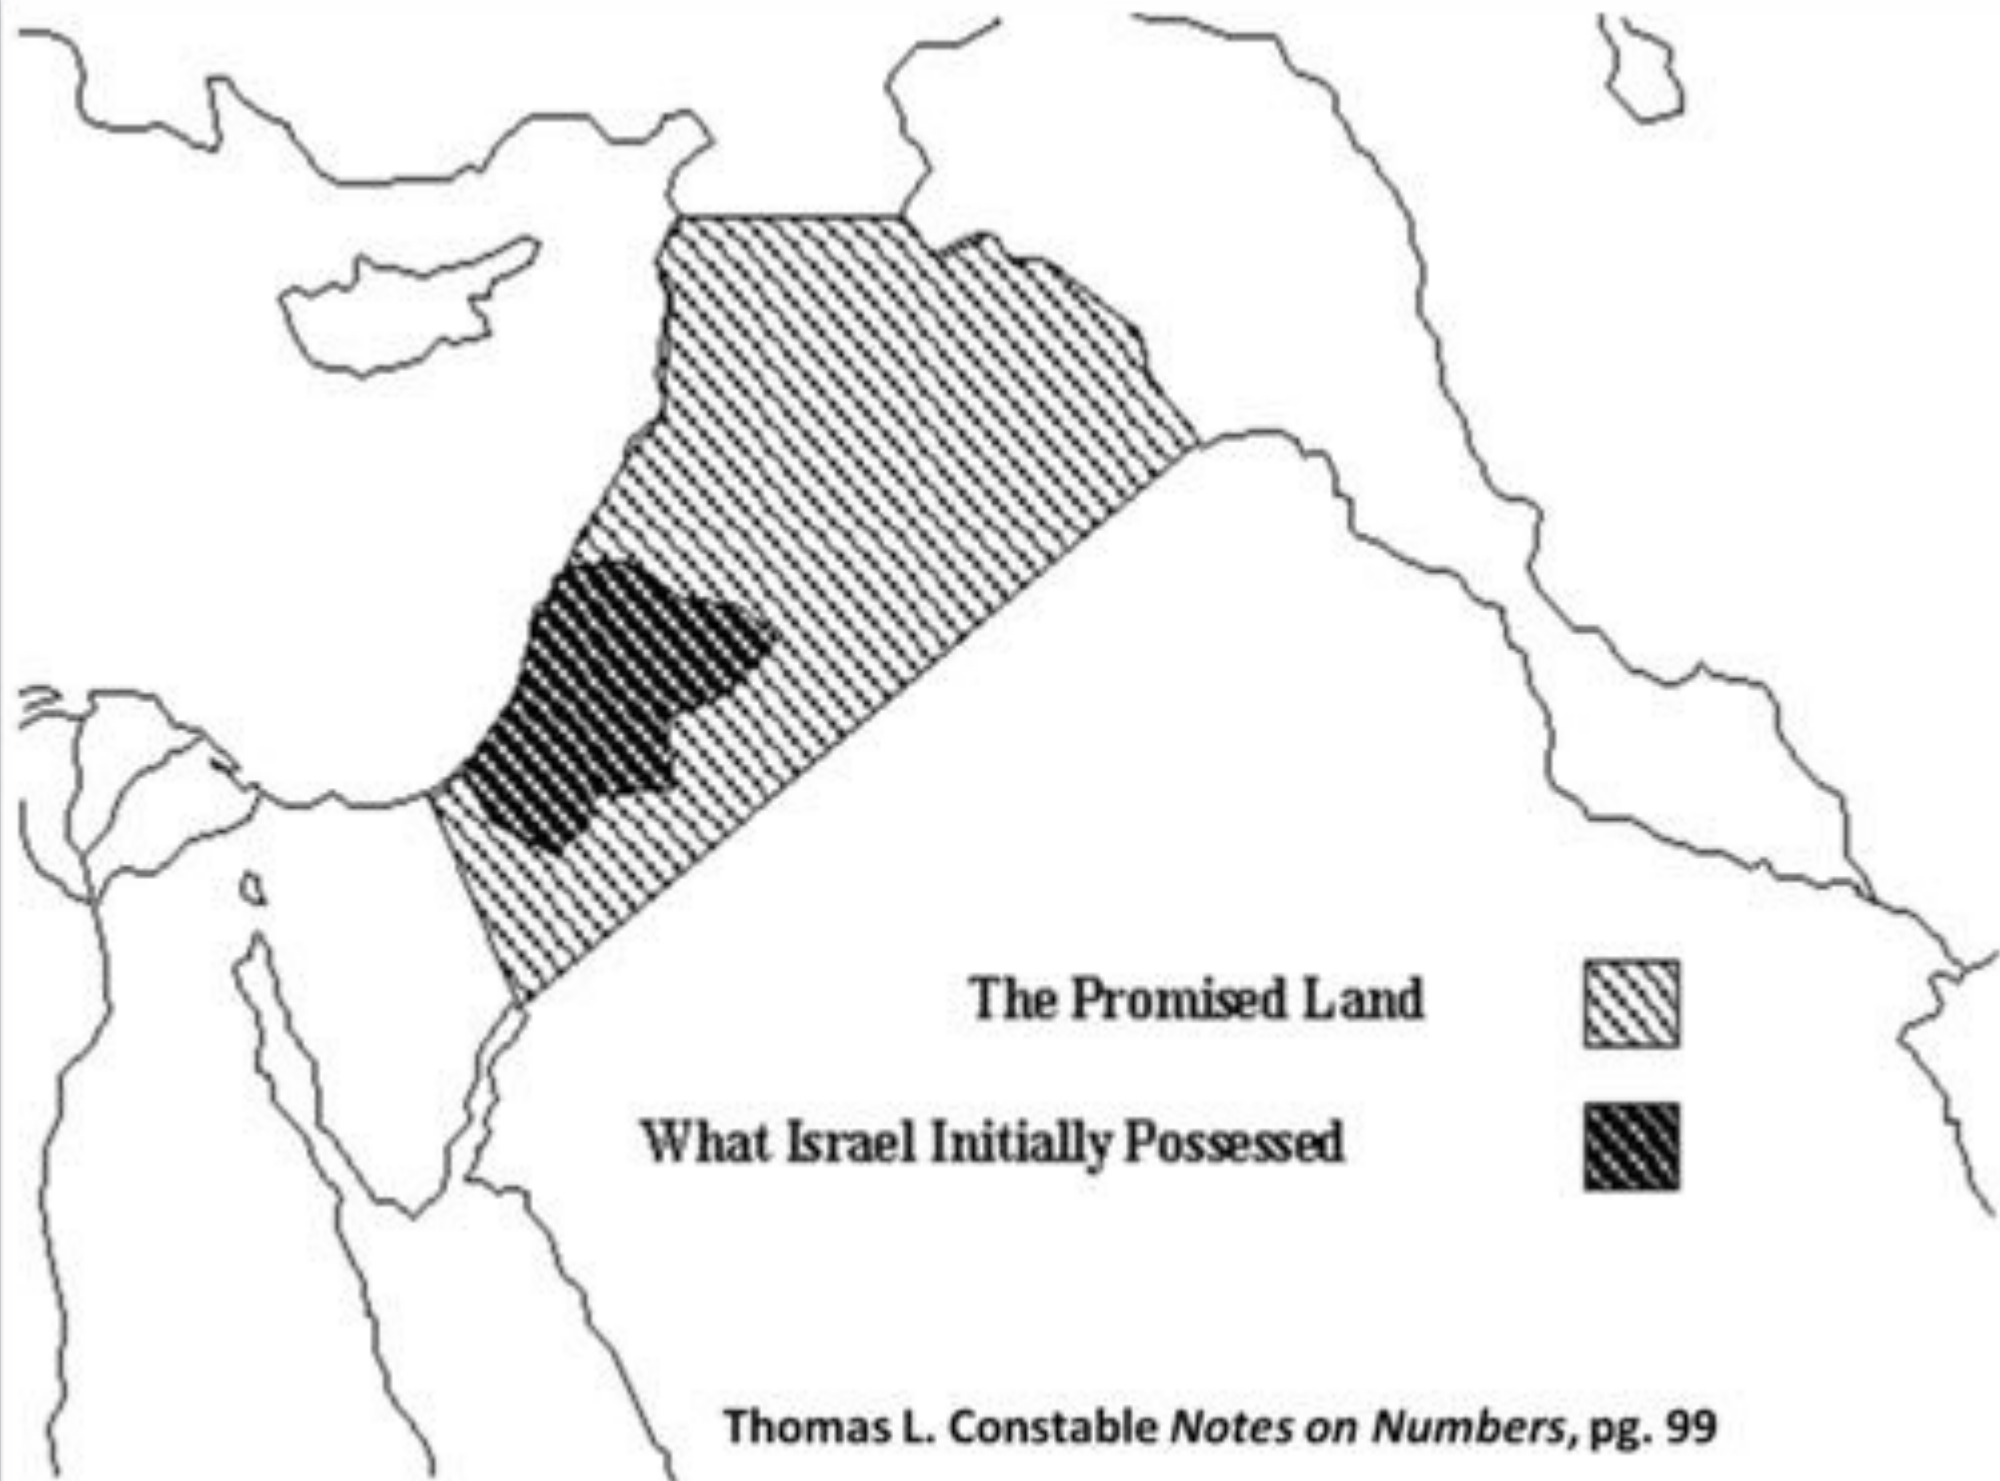 The Promised Land
What Israel Initially Possessed
Thomas L. Constable Notes on Numbers, pg. 99